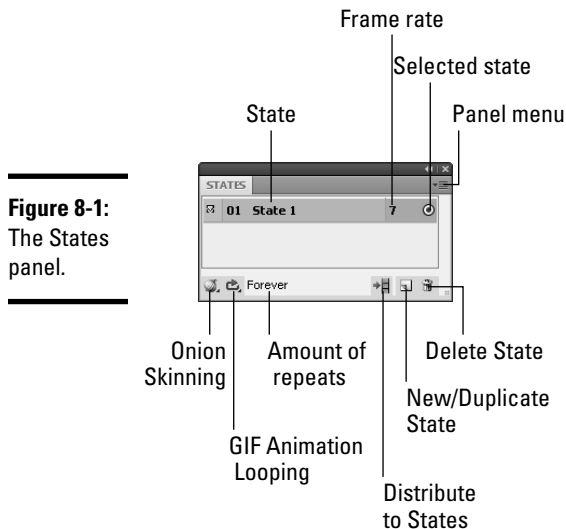 Frame rate
Selected state
State
Panel menu
Figure 8-1:
The States
panel.
STATES
01 State 1 7
Forever
Onion
Skinning
Amount of
repeats
Delete State
New/Duplicate
State
GIF Animation
Looping
Distribute
to States